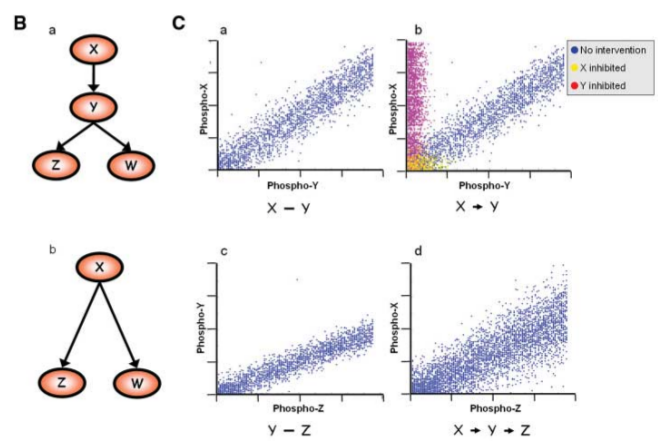 B
a
X
Y
Z
W
b
X
Z
W
C
a
Phospho-X
Phospho-Y
X – Y
b
Phospho-X
Phospho-Y
X → Y
No intervention
X inhibited
Y inhibited
c
Phospho-Y
Phospho-Z
Y – Z
d
Phospho-X
Phospho-Z
X → Y → Z